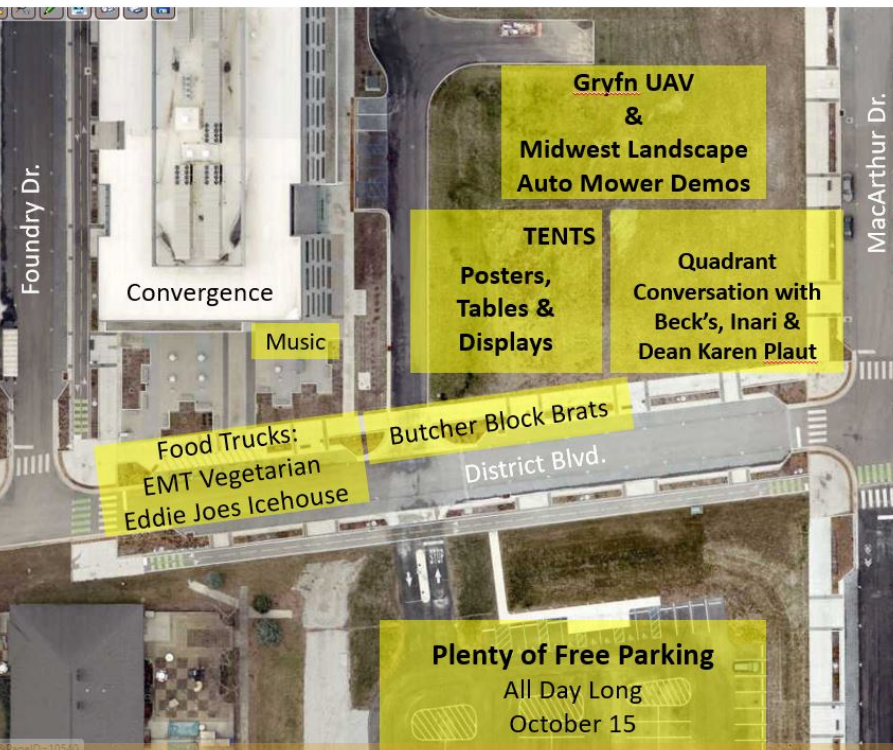 Gryfn UAV
&
Midwest Landscape
Auto Mower Demos
MacArthur Dr.
Foundry Dr.
TENTS
Posters,
Tables &
Displays
Quadrant
Conversation with
Beck's, Inari &
Dean Karen Plaut
Convergence
Music
Food Trucks:
EMT Vegetarian
Eddie Joes Icehouse
Butcher Block Brats
District Blvd.
STOP
Plenty of Free Parking
All Day Long
October 15